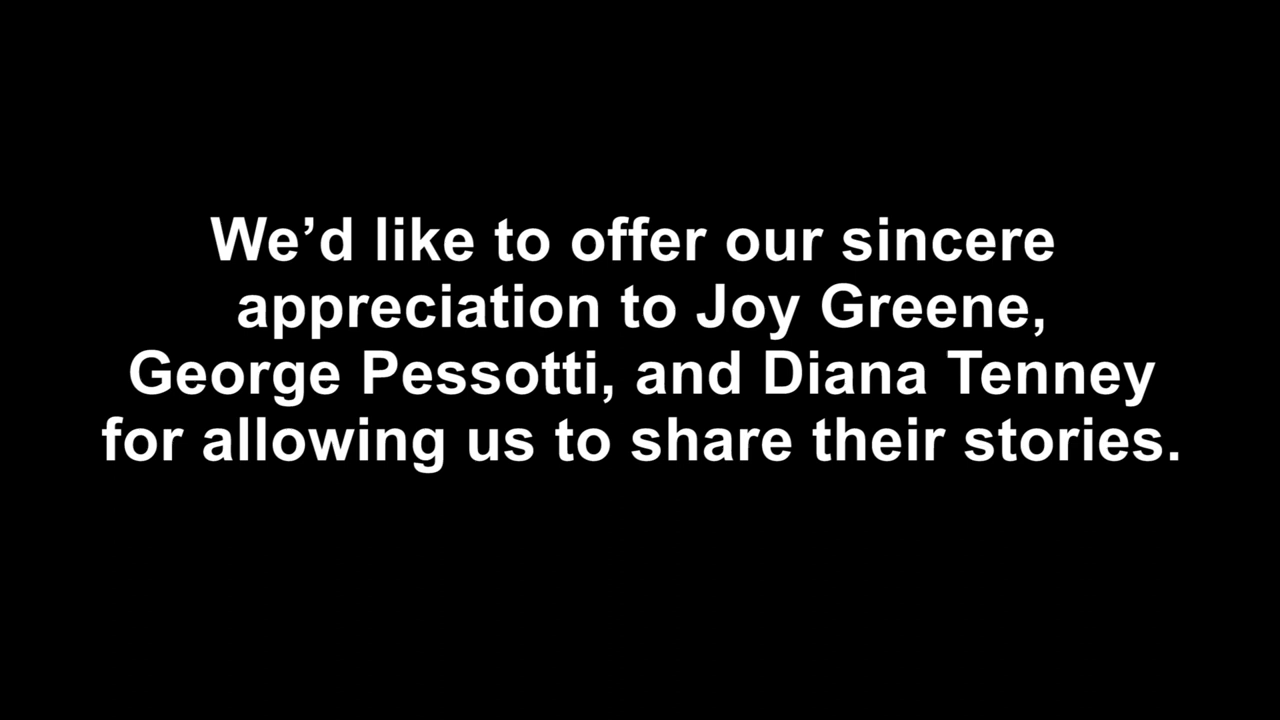 We’d like to offer our sincere
appreciation to Joy Greene,
George Pessotti, and Diana Tenney
for allowing us to share their stories.